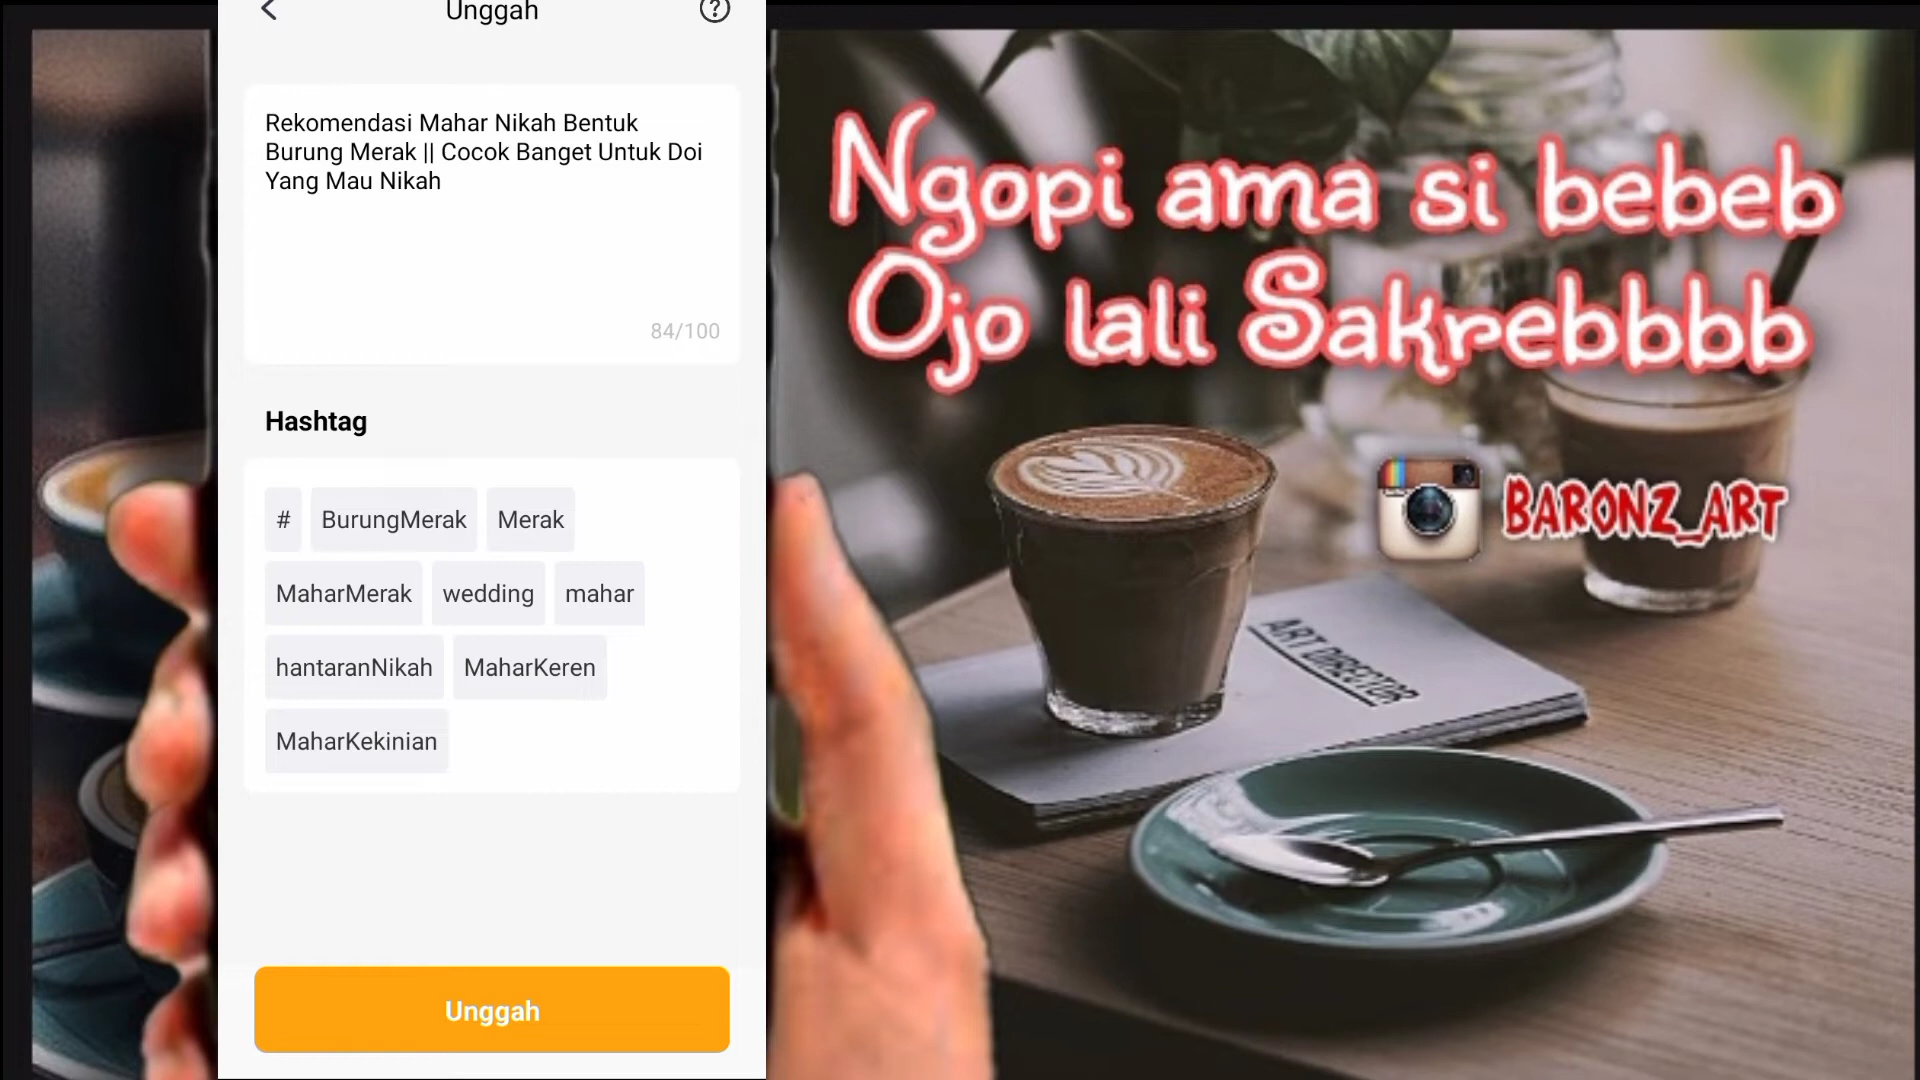 Unggah
?
Rekomendasi Mahar Nikah Bentuk
Burung Merak || Cocok Banget Untuk Doi
Yang Mau Nikah
84/100
Hashtag
# BurungMerak Merak
MaharMerak wedding mahar
hantaranNikah MaharKeren
MaharKekinian
Unggah
Ngopi ama si bebeb
Ojo lali Sakrebbbb
BARONZ_ART
ART DIRECTOR